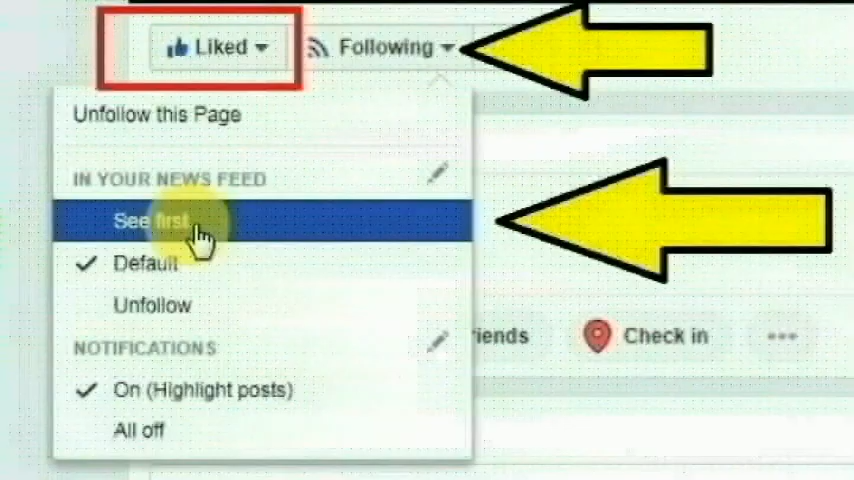 Liked Following
Unfollow this Page
IN YOUR NEWS FEED
See first
Default
Unfollow
riends Check in
NOTIFICATIONS
On (Highlight posts)
All off